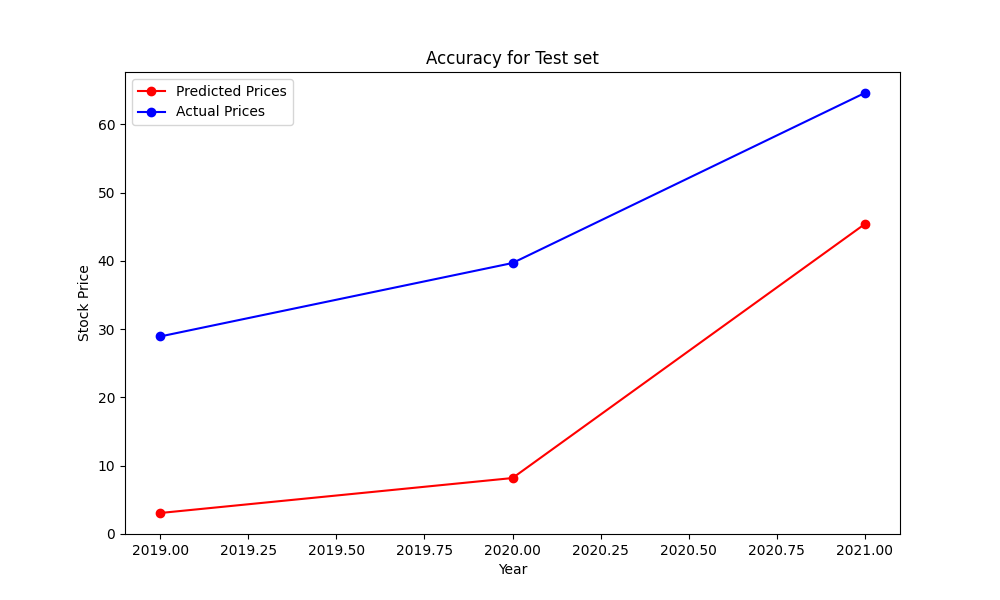 Accuracy for Test set
Predicted Prices
Actual Prices
Stock Price
60
50
40
30
20
10
0
2019.00 2019.25 2019.50 2019.75 2020.00 2020.25 2020.50 2020.75 2021.00
Year